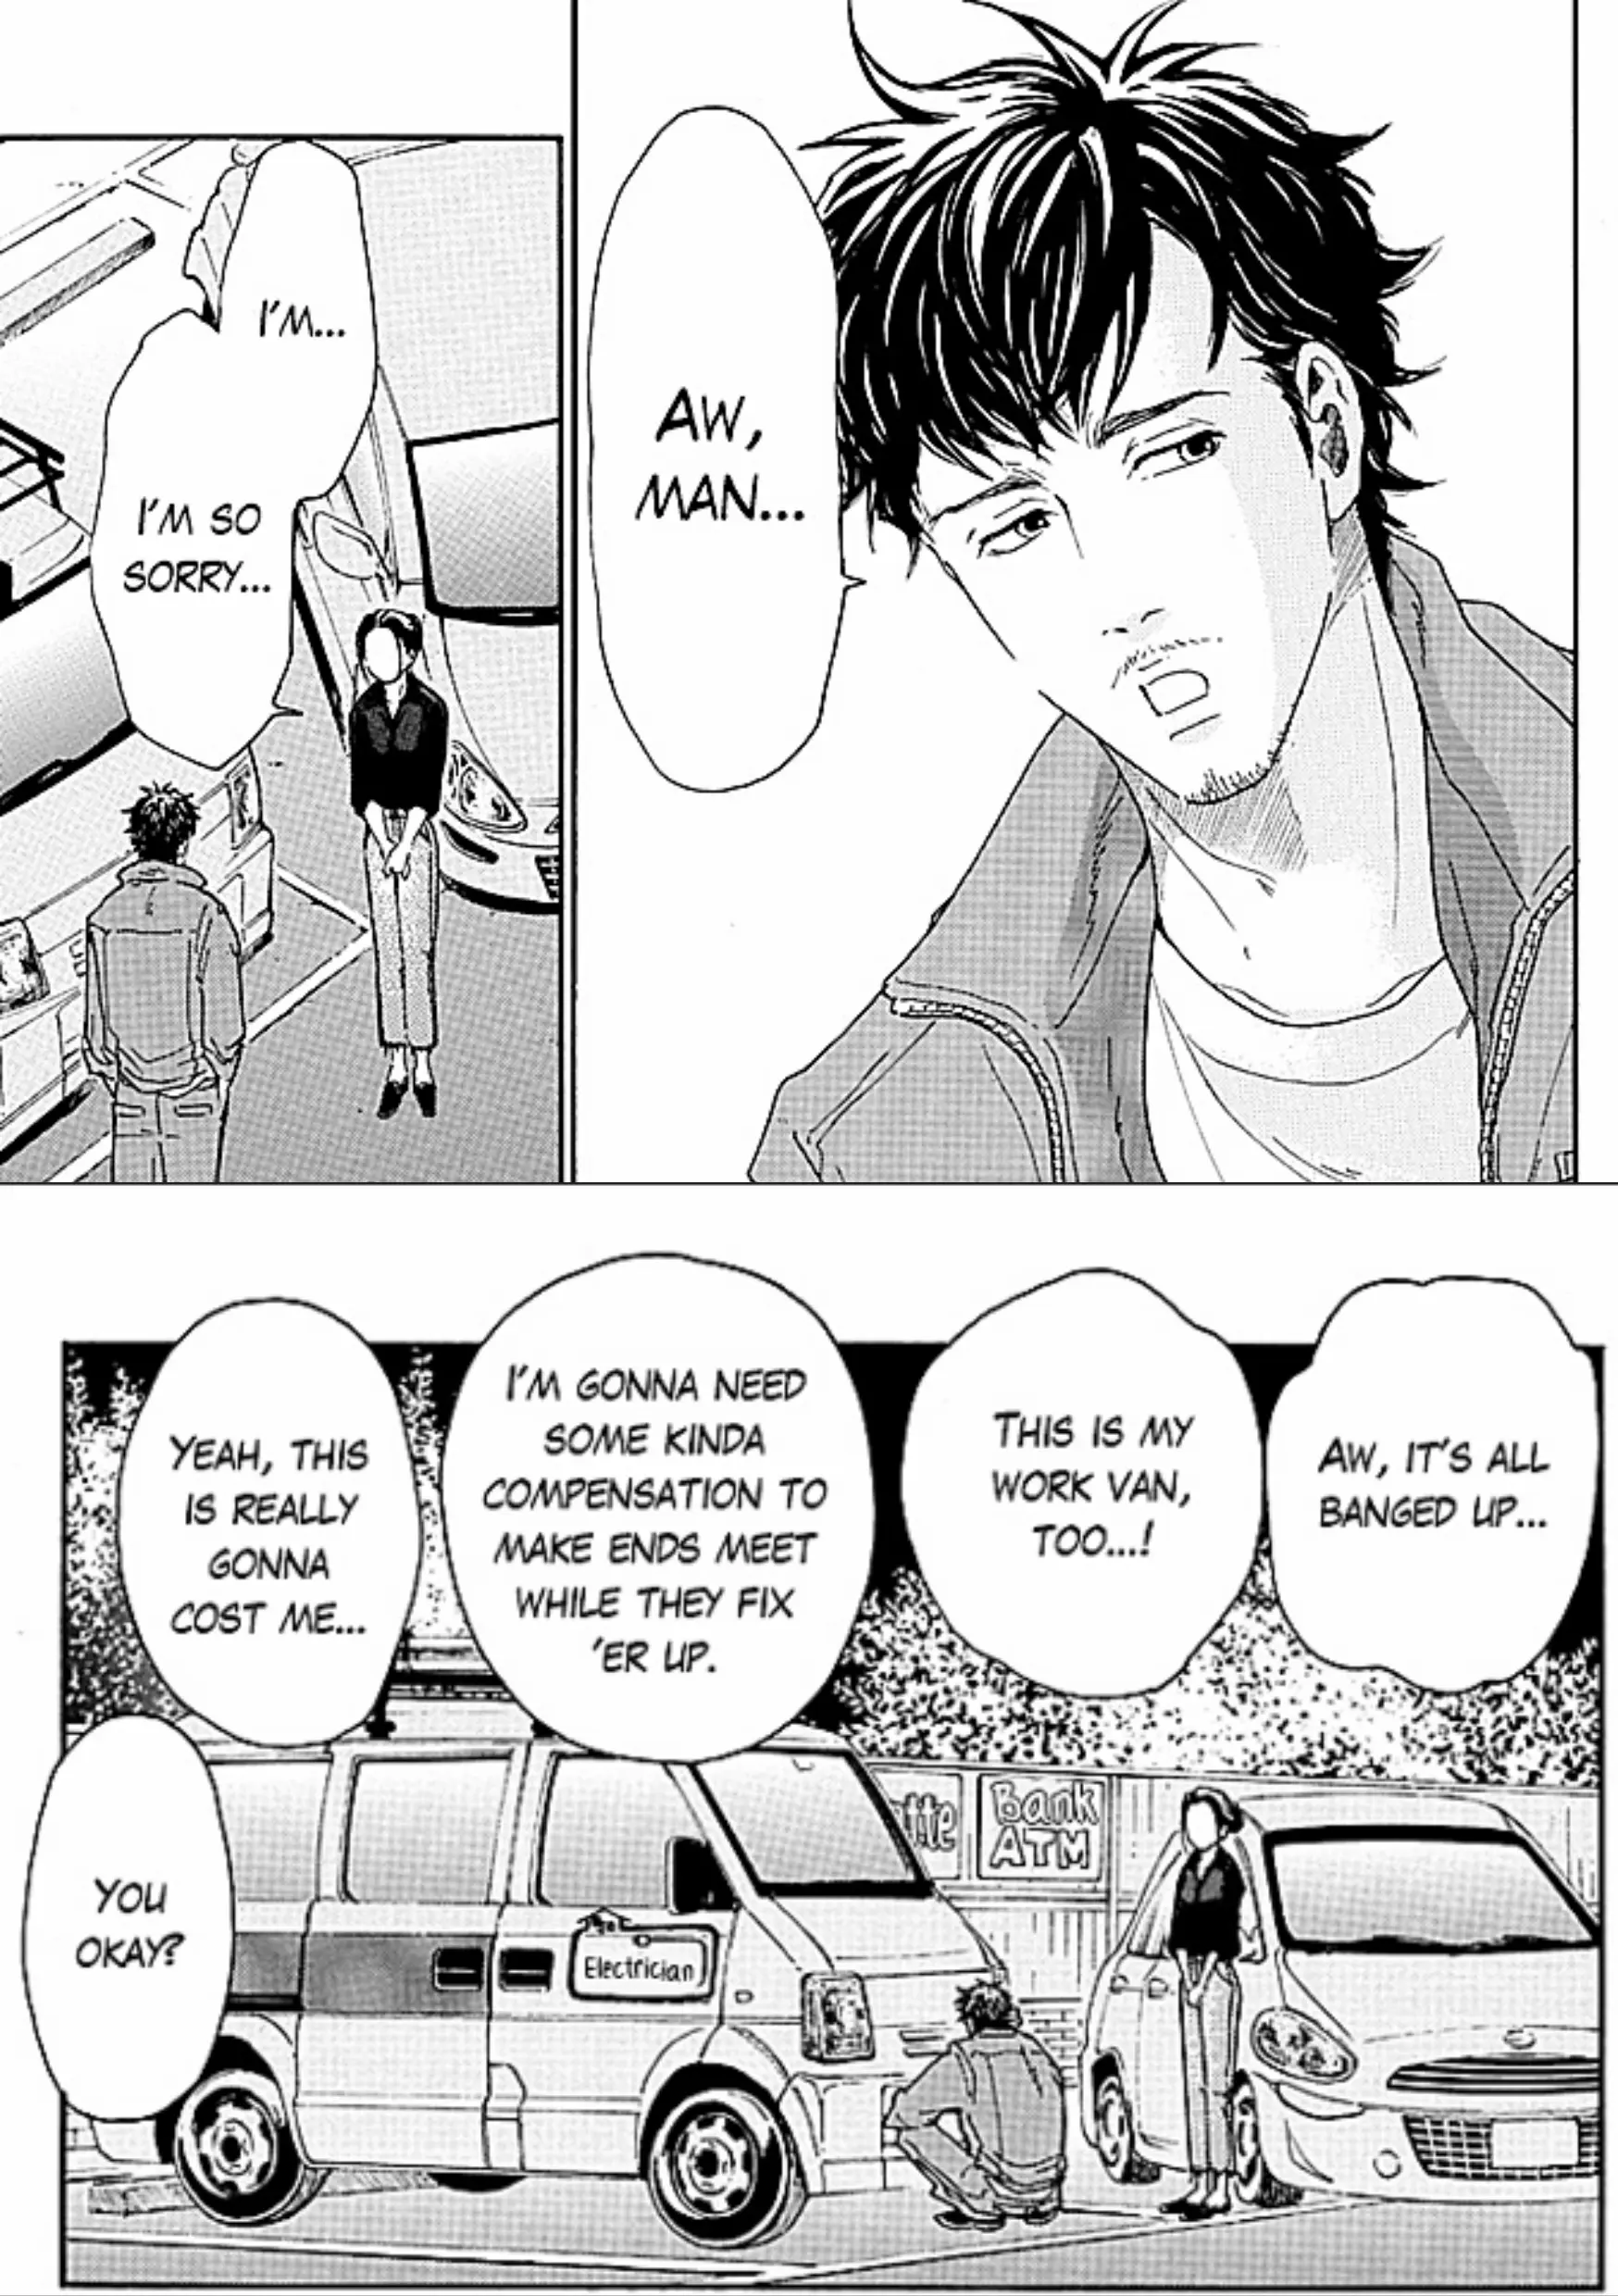 AW,
MAN...
I'M...
I'M SO
SORRY...
AW, IT'S ALL
BANGED UP...
THIS IS MY
WORK VAN,
TOO...!
I'M GONNA NEED
SOME KINDA
COMPENSATION TO
MAKE ENDS MEET
WHILE THEY FIX
'ER UP.
YEAH, THIS
IS REALLY
GONNA
COST ME...
YOU
OKAY?
Bank
ATM
Electrician